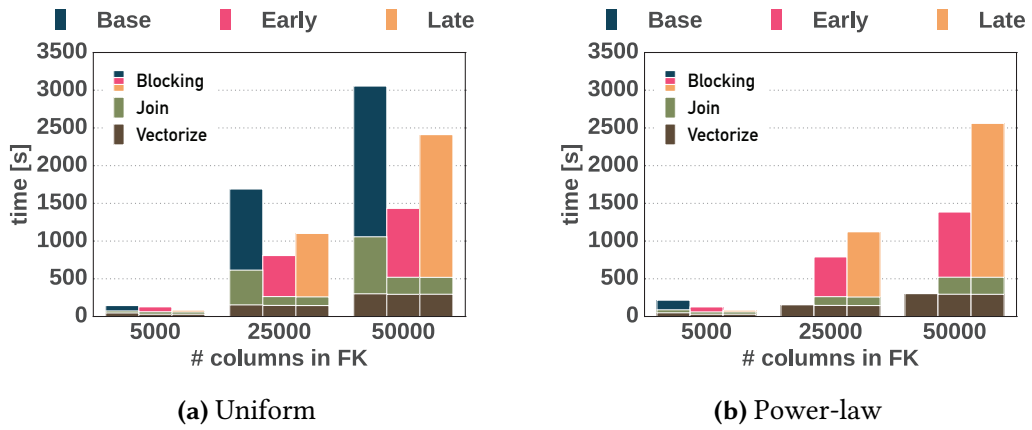 Base Early Late
3500
3000
2500
2000
1500
1000
500
0
time [s]
Blocking
Join
Vectorize
5000 25000 50000
# columns in FK
(a) Uniform
Base Early Late
3500
3000
2500
2000
1500
1000
500
0
time [s]
Blocking
Join
Vectorize
5000 25000 50000
# columns in FK
(b) Power-law